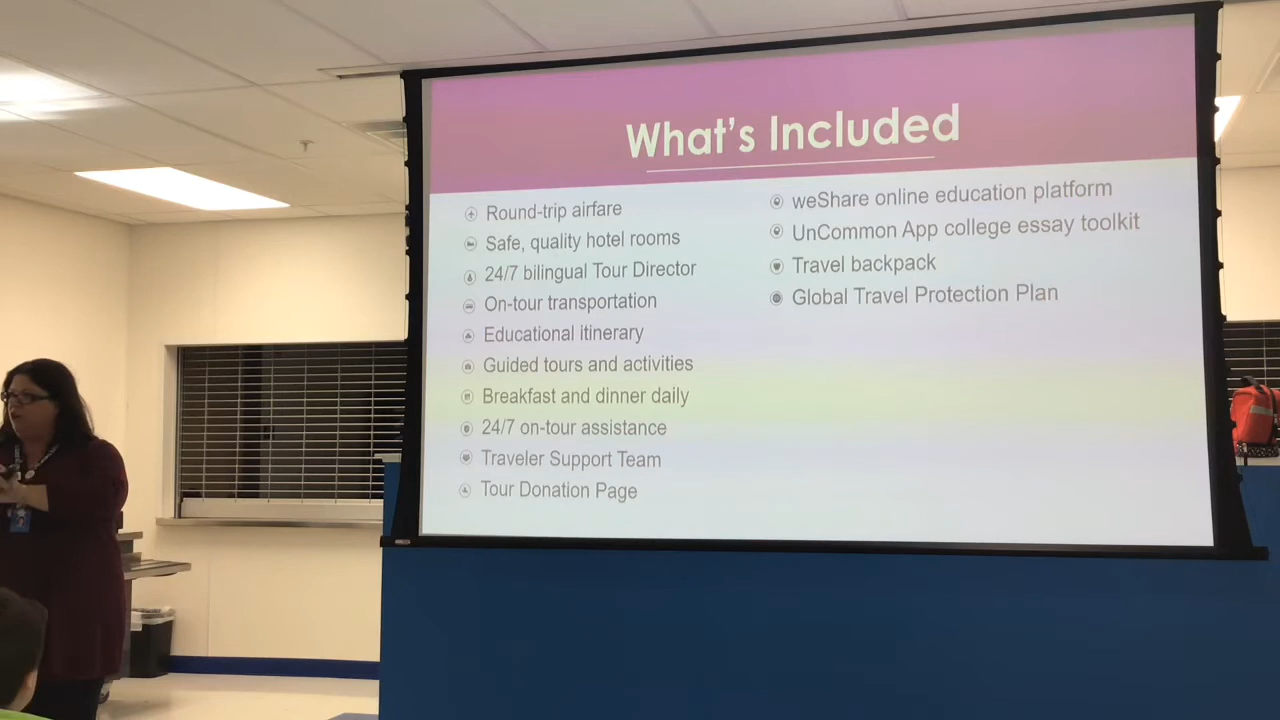 What's Included
Round-trip airfare
Safe, quality hotel rooms
24/7 bilingual Tour Director
On-tour transportation
Educational itinerary
Guided tours and activities
Breakfast and dinner daily
24/7 on-tour assistance
Traveler Support Team
Tour Donation Page
weShare online education platform
UnCommon App college essay toolkit
Travel backpack
Global Travel Protection Plan